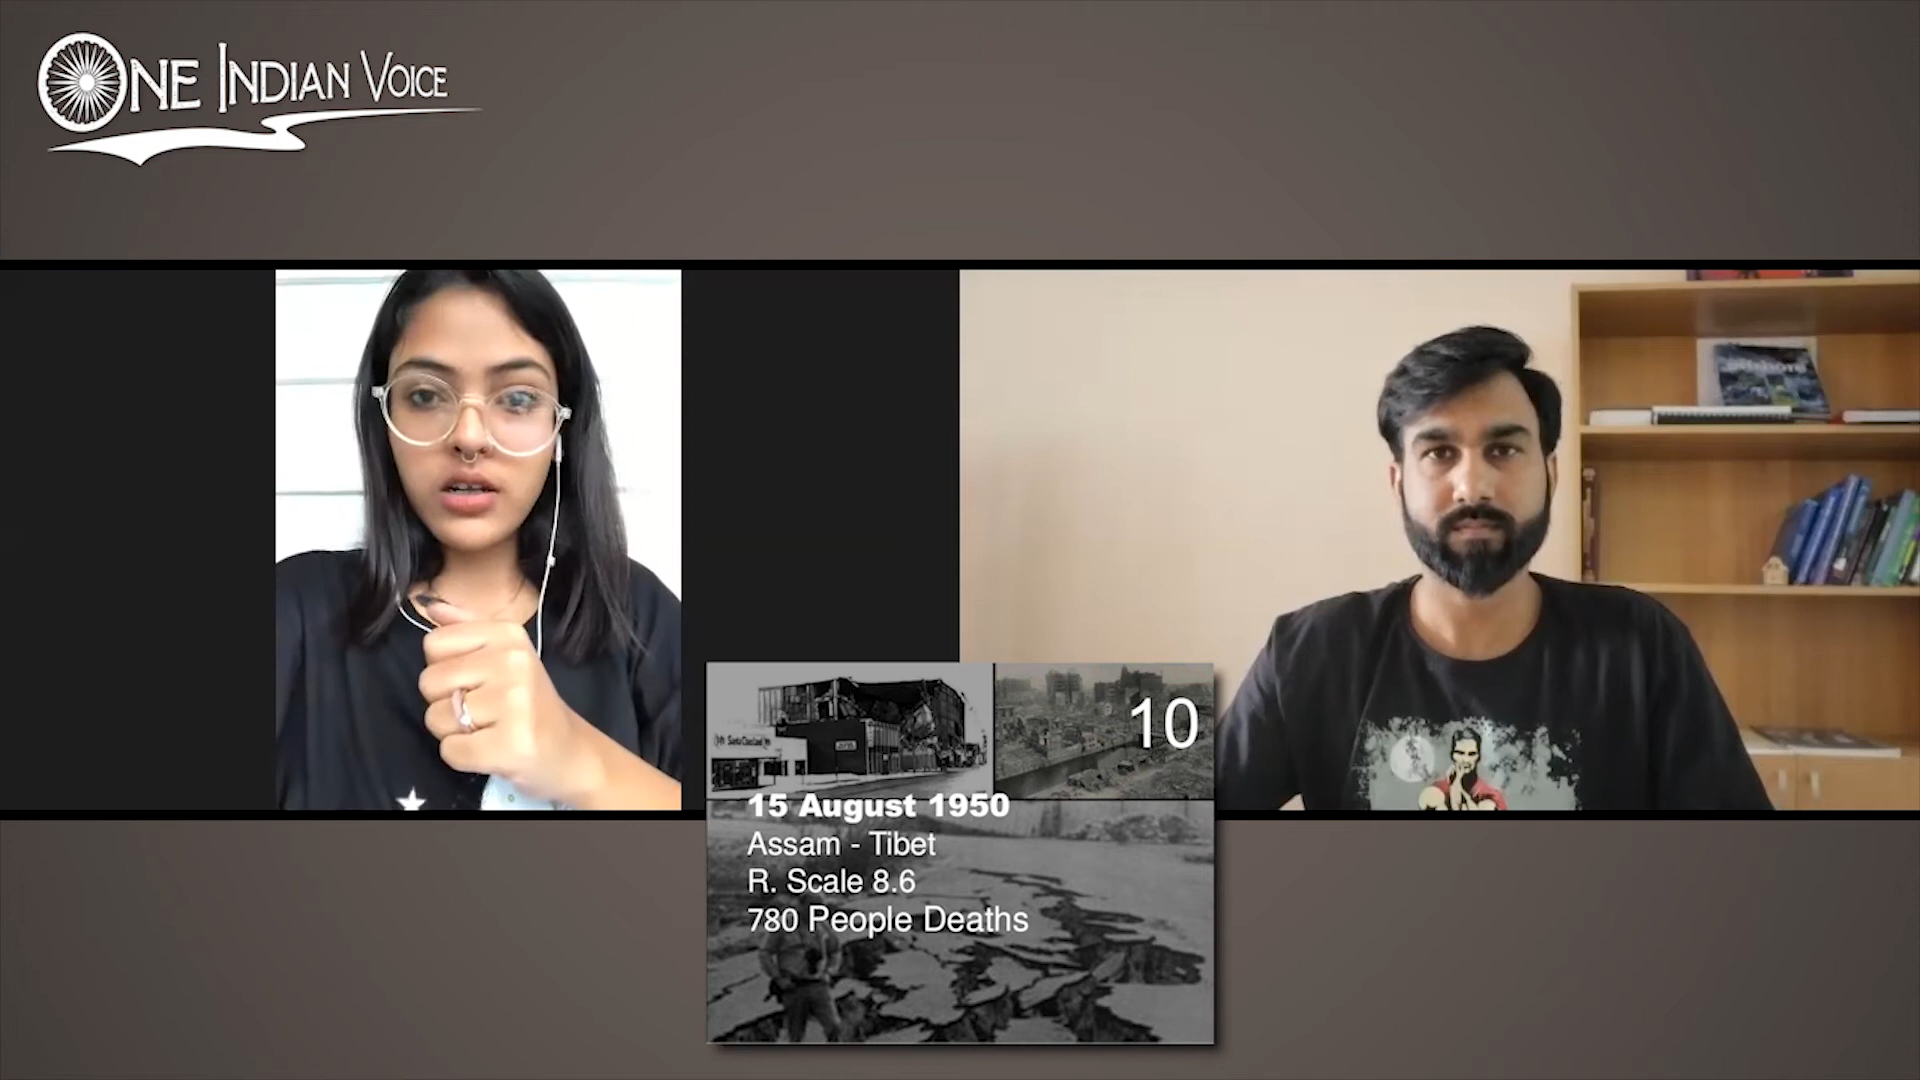 ONE INDIAN VOICE
10
15 August 1950
Assam - Tibet
R. Scale 8.6
780 People Deaths